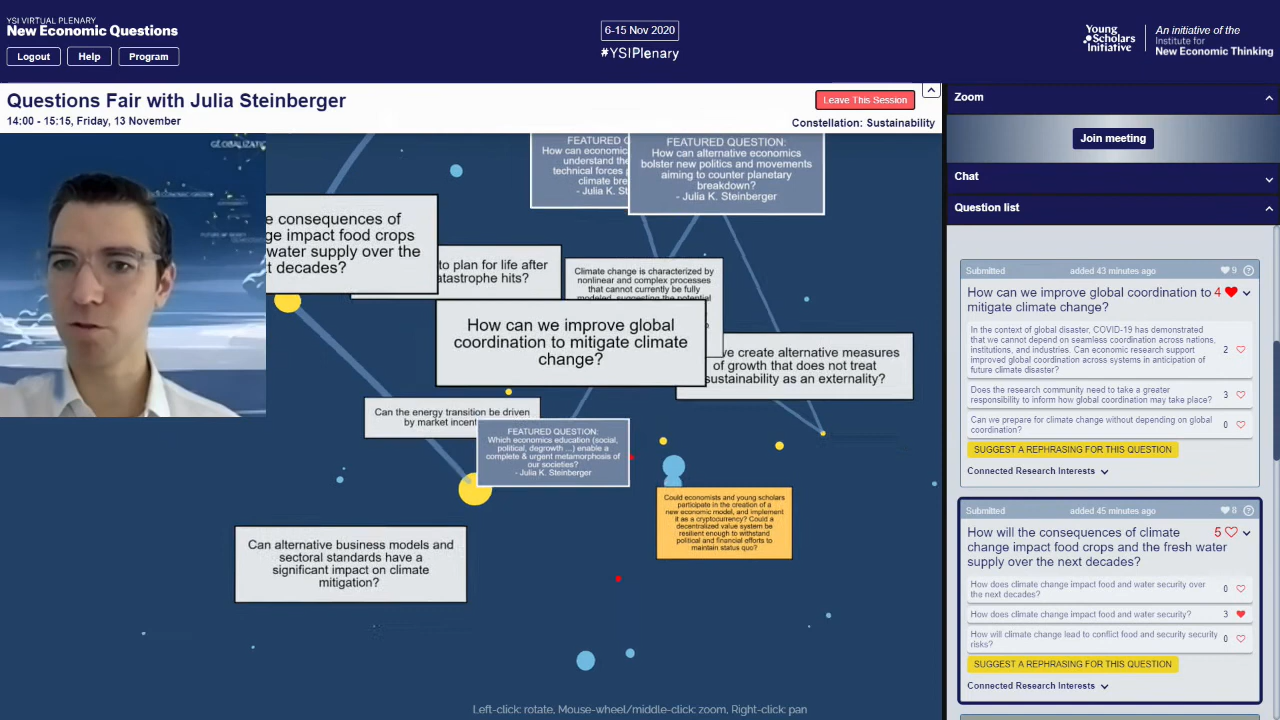 YSI VIRTUAL PLENARY
New Economic Questions
Logout
Help
Program
6-15 Nov 2020
#YSIPlenary
Young
Scholars
Initiative
An initiative of the
Institute for
New Economic Thinking
Questions Fair with Julia Steinberger
14:00 - 15:15, Friday, 13 November
Leave This Session
Constellation: Sustainability
FEATURED Q
How can economic
understand the
technical forces
climate bre
- Julia K. St
FEATURED QUESTION:
How can alternative economics
bolster new politics and movements
aiming to counter planetary
breakdown?
- Julia K. Steinberger
e consequences of
ge impact food crops
water supply over the
t decades?
to plan for life after
atastrophe hits?
Climate change is characterized by
nonlinear and complex processes
that cannot currently be fully
modeled, suggesting the potential
How can we improve global
coordination to mitigate climate
change?
we create alternative measures
of growth that does not treat
sustainability as an externality?
Can the energy transition be driven
by market incent
FEATURED QUESTION:
Which economics education (social,
political, degrowth ...) enable a
complete & urgent metamorphosis of
our societies?
- Julia K. Steinberger
Could economists and young scholars
participate in the creation of a
new economic model, and implement
it as a cryptocurrency? Could a
decentralized value system be
resilient enough to withstand
political and financial efforts to
maintain status quo?
Can alternative business models and
sectoral standards have a
significant impact on climate
mitigation?
Left-click: rotate, Mouse-wheel/middle-click: zoom, Right-click: pan
Zoom
Join meeting
Chat
Question list
Submitted added 43 minutes ago 9
How can we improve global coordination to 4
mitigate climate change?
In the context of global disaster, COVID-19 has demonstrated
that we cannot depend on seamless coordination across nations,
institutions, and industries. Can economic research support 2
improved global coordination across systems in anticipation of
future climate disaster?
Does the research community need to take a greater
responsibility to inform how global coordination may take place? 3
Can we prepare for climate change without depending on global 0
coordination?
SUGGEST A REPHRASING FOR THIS QUESTION
Connected Research Interests
Submitted added 45 minutes ago 8
How will the consequences of climate 5
change impact food crops and the fresh water
supply over the next decades?
How does climate change impact food and water security over 0
the next decades?
How does climate change impact food and water security? 3
How will climate change lead to conflict food and security security 0
risks?
SUGGEST A REPHRASING FOR THIS QUESTION
Connected Research Interests